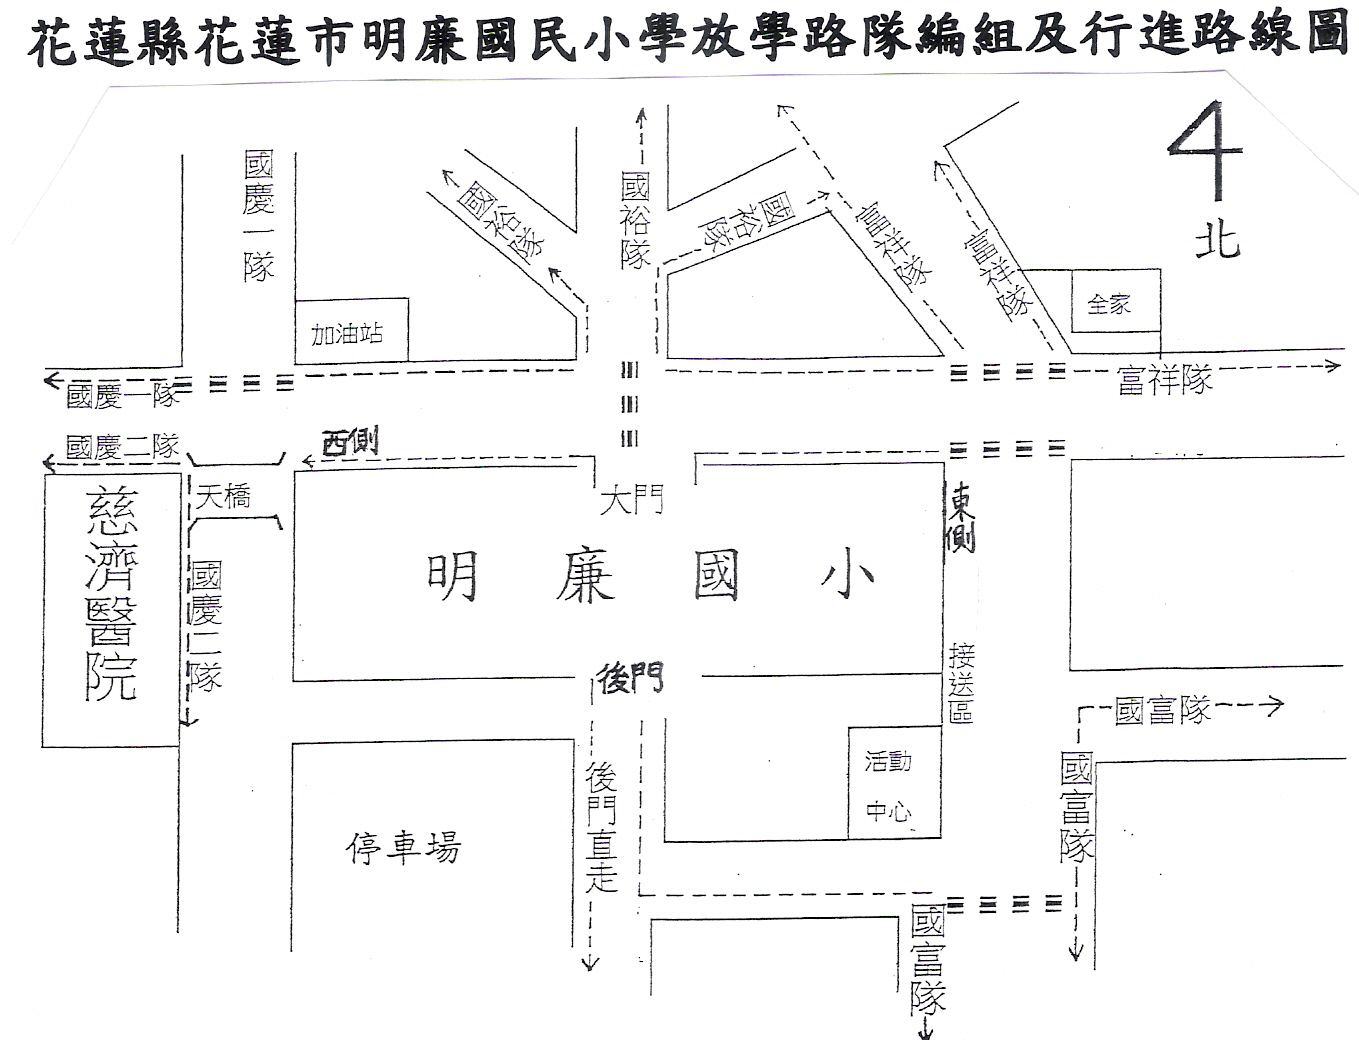 花蓮縣花蓮市明廉國民小學放學路隊編組及行進路線圖
北
國慶一隊
國裕隊
國裕隊
國裕隊
富祥隊
富祥隊
加油站
全家
國慶一隊
富祥隊
國慶二隊
西側
天橋
大門
東側
慈濟醫院
明廉國小
國慶二隊
後門
接送區
國富隊
國富隊
活動
中心
後門直走
停車場
國富隊